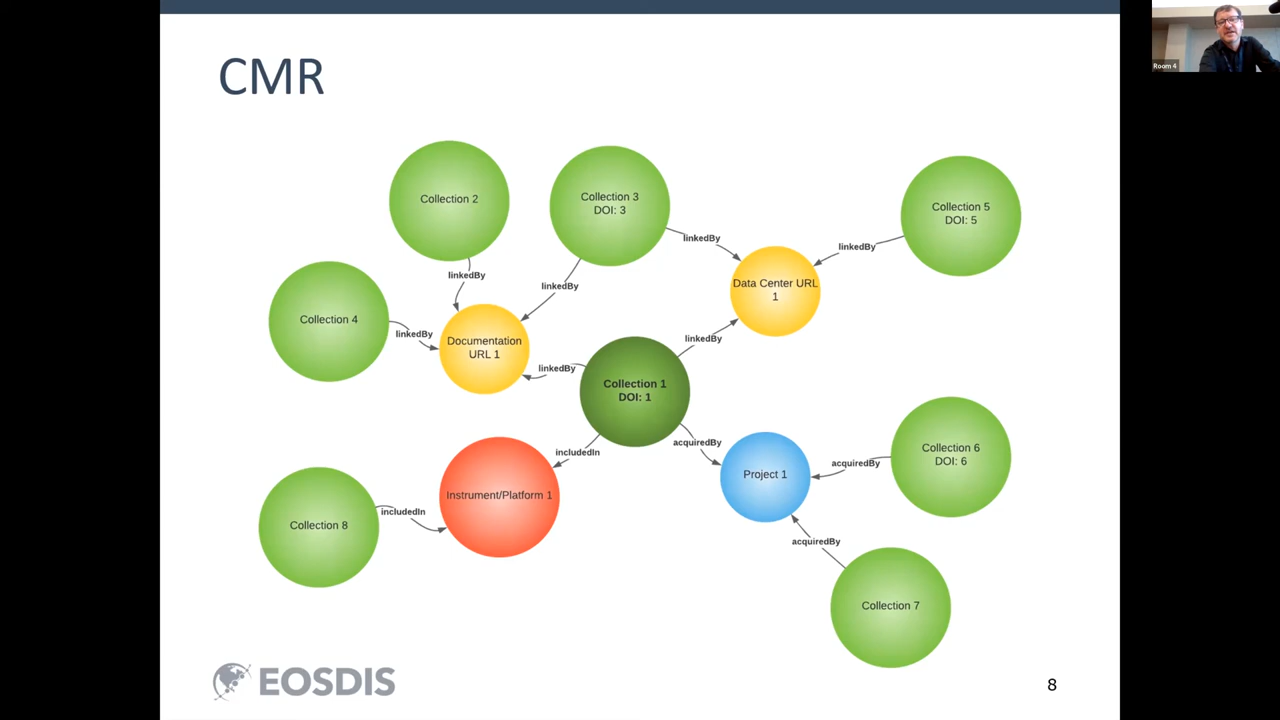 CMR
Room 4
Collection 2
Collection 3
DOI: 3
Collection 5
DOI: 5
linkedBy
linkedBy
linkedBy
linkedBy
Data Center URL
1
Collection 4
linkedBy
Documentation
URL 1
linkedBy
linkedBy
Collection 1
DOI: 1
includedIn
acquiredBy
Collection 6
DOI: 6
acquiredBy
Project 1
Instrument/Platform 1
includedIn
Collection 8
acquiredBy
Collection 7
EOSDIS
8